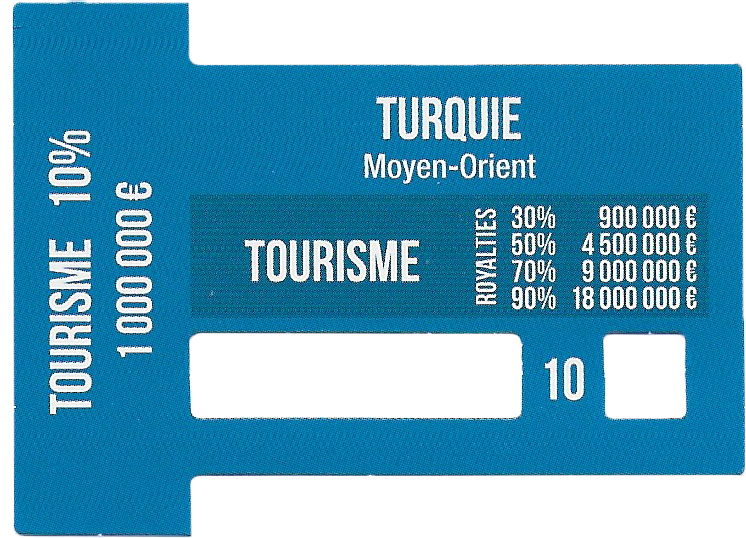 TOURISME 10%
1 000 000 €
TURQUIE
Moyen-Orient
TOURISME
ROYALTIES
30% 900 000 €
50% 4 500 000 €
70% 9 000 000 €
90% 18 000 000 €
10